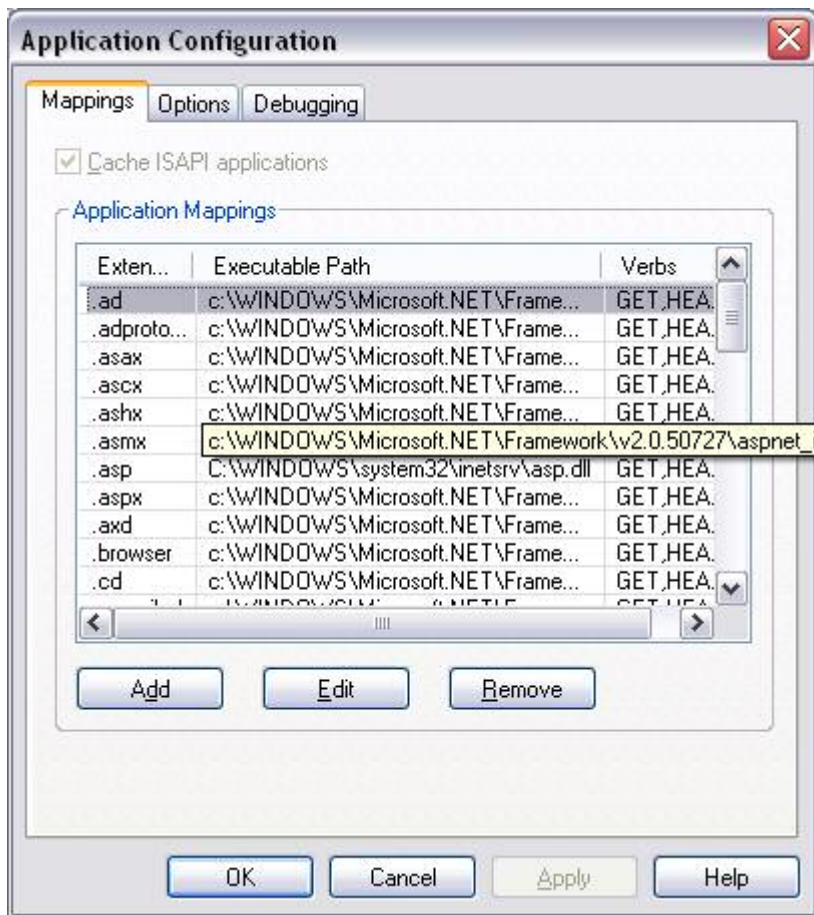 Application Configuration
Mappings Options Debugging
Cache ISAPI applications
Application Mappings
Exten... Executable Path Verbs
.ad c:\WINDOWS\Microsoft.NET\Frame... GET,HEA.
.adproto... c:\WINDOWS\Microsoft.NET\Frame... GET,HEA.
.asax c:\WINDOWS\Microsoft.NET\Frame... GET,HEA.
.ascx c:\WINDOWS\Microsoft.NET\Frame... GET,HEA.
.ashx c:\WINDOWS\Microsoft.NET\Frame... GET,HEA.
.asmx c:\WINDOWS\Microsoft.NET\Framework\v2.0.50727\aspnet_i
.asp C:\WINDOWS\system32\inetsrv\asp.dll GET,HEA.
.aspx c:\WINDOWS\Microsoft.NET\Frame... GET,HEA.
.axd c:\WINDOWS\Microsoft.NET\Frame... GET,HEA.
.browser c:\WINDOWS\Microsoft.NET\Frame... GET,HEA.
.cd c:\WINDOWS\Microsoft.NET\Frame... GET,HEA.
Add Edit Remove
OK Cancel Apply Help